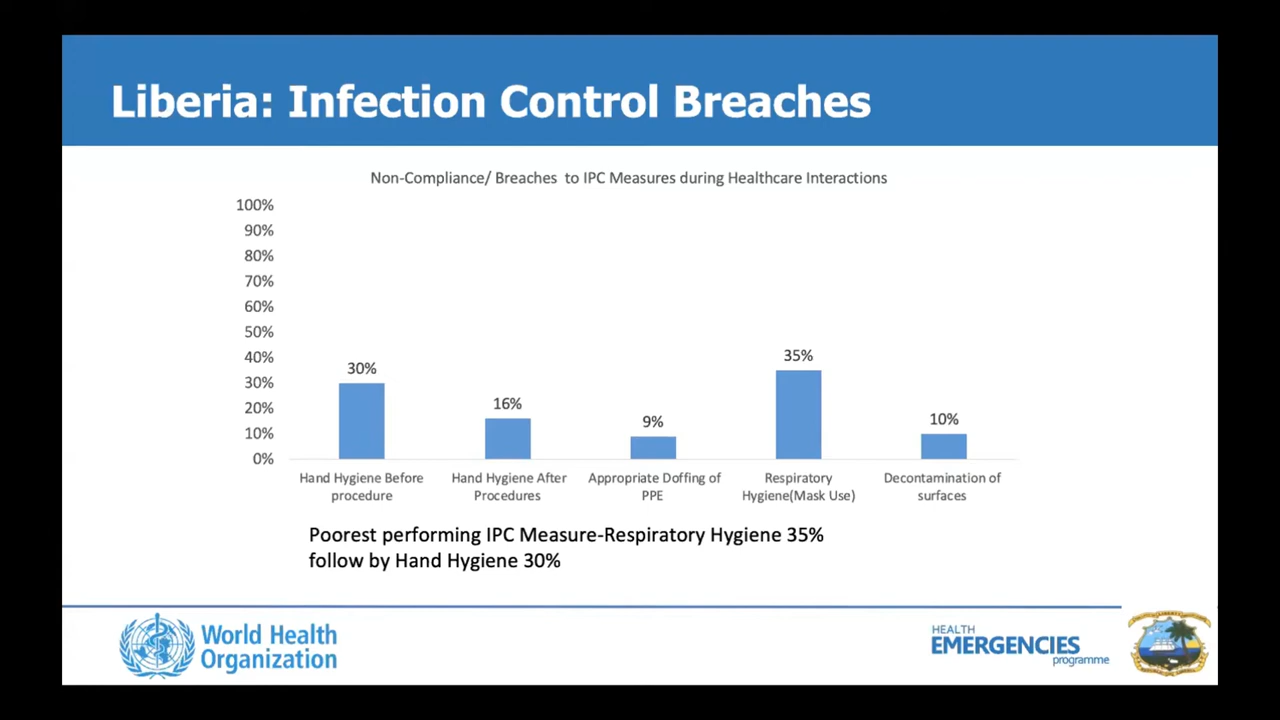 Liberia: Infection Control Breaches
Non-Compliance/ Breaches to IPC Measures during Healthcare Interactions
100%
90%
80%
70%
60%
50%
40%
30%
20%
10%
0%
30%
16%
9%
35%
10%
Hand Hygiene Before
procedure
Hand Hygiene After
Procedures
Appropriate Doffing of
PPE
Respiratory
Hygiene(Mask Use)
Decontamination of
surfaces
Poorest performing IPC Measure-Respiratory Hygiene 35%
follow by Hand Hygiene 30%
World Health
Organization
HEALTH
EMERGENCIES
programme